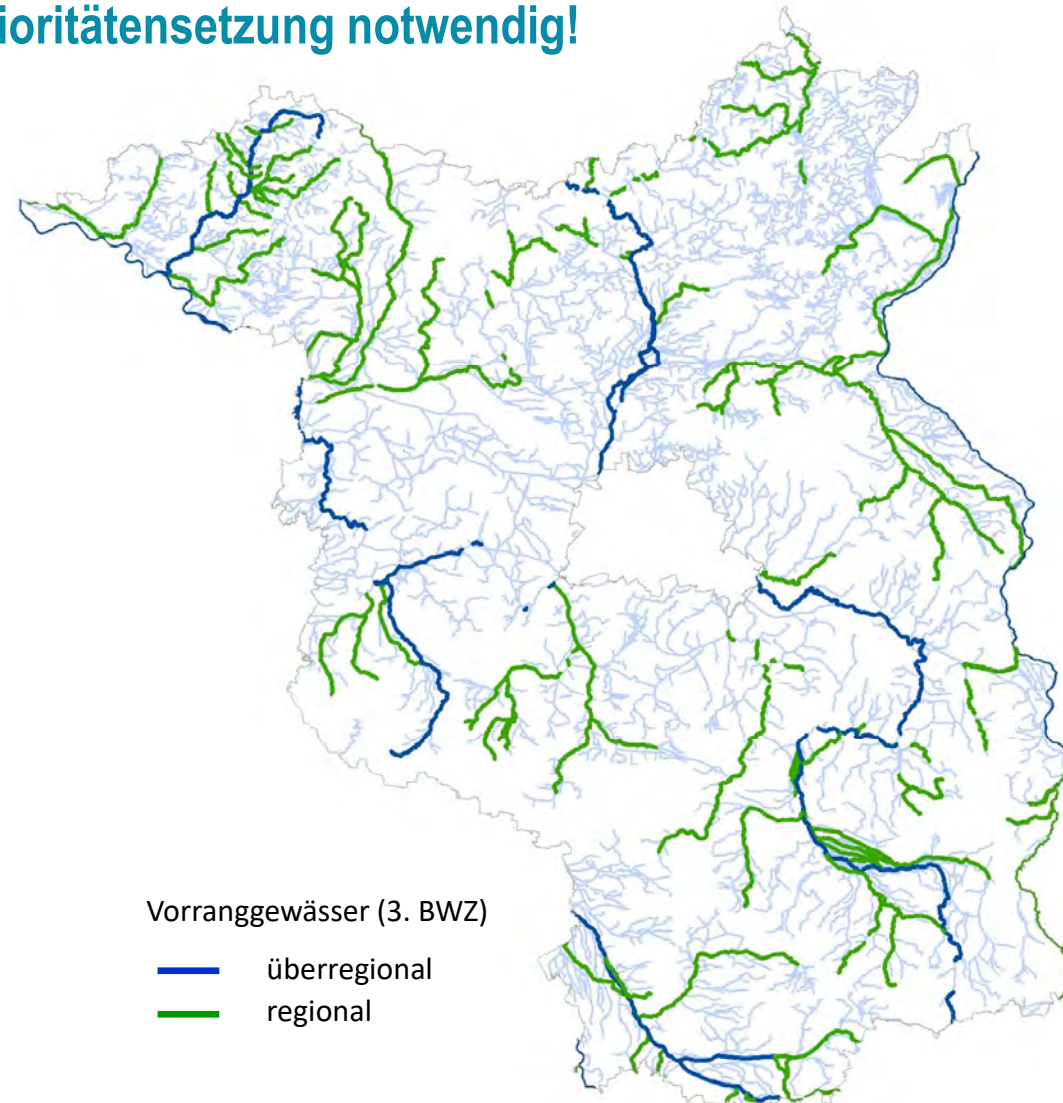 ioritätensetzung notwendig!
Vorranggewässer (3. BWZ)
überregional
regional